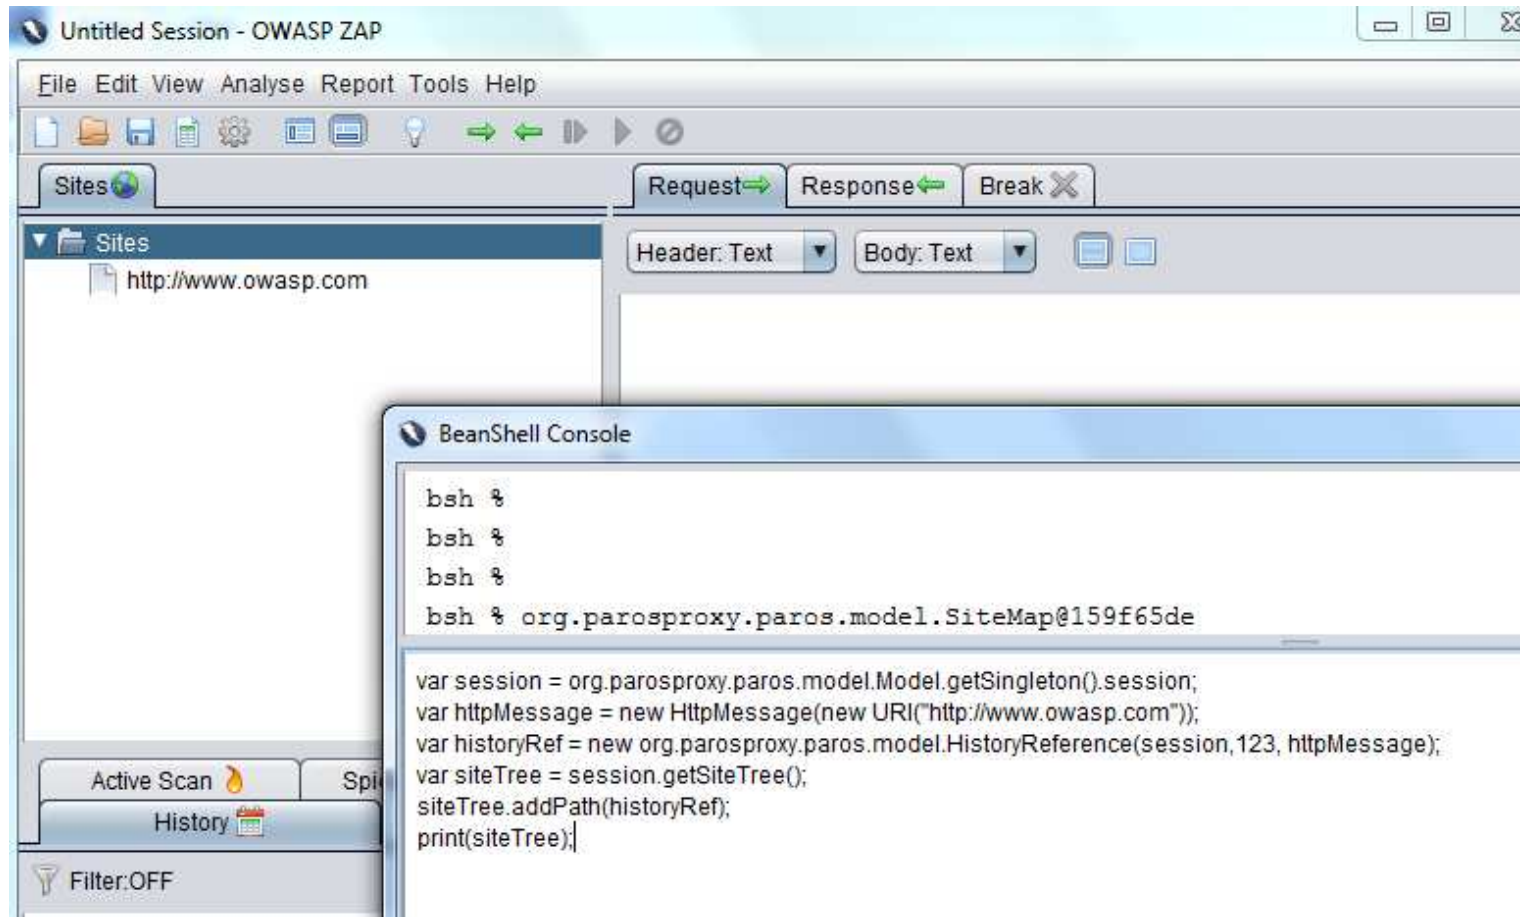 Untitled Session - OWASP ZAP
File Edit View Analyse Report Tools Help
Sites
Request Response Break
Sites
Header: Text Body: Text
http://www.owasp.com
BeanShell Console
bsh %
bsh %
bsh %
bsh % org.parosproxy.paros.model.SiteMap@159f65de
var session = org.parosproxy.paros.model.Model.getSingleton().session;
var httpMessage = new HttpMessage(new URI("http://www.owasp.com"));
var historyRef = new org.parosproxy.paros.model.HistoryReference(session,123, httpMessage);
var siteTree = session.getSiteTree();
siteTree.addPath(historyRef);
print(siteTree);
Active Scan
History
Filter:OFF